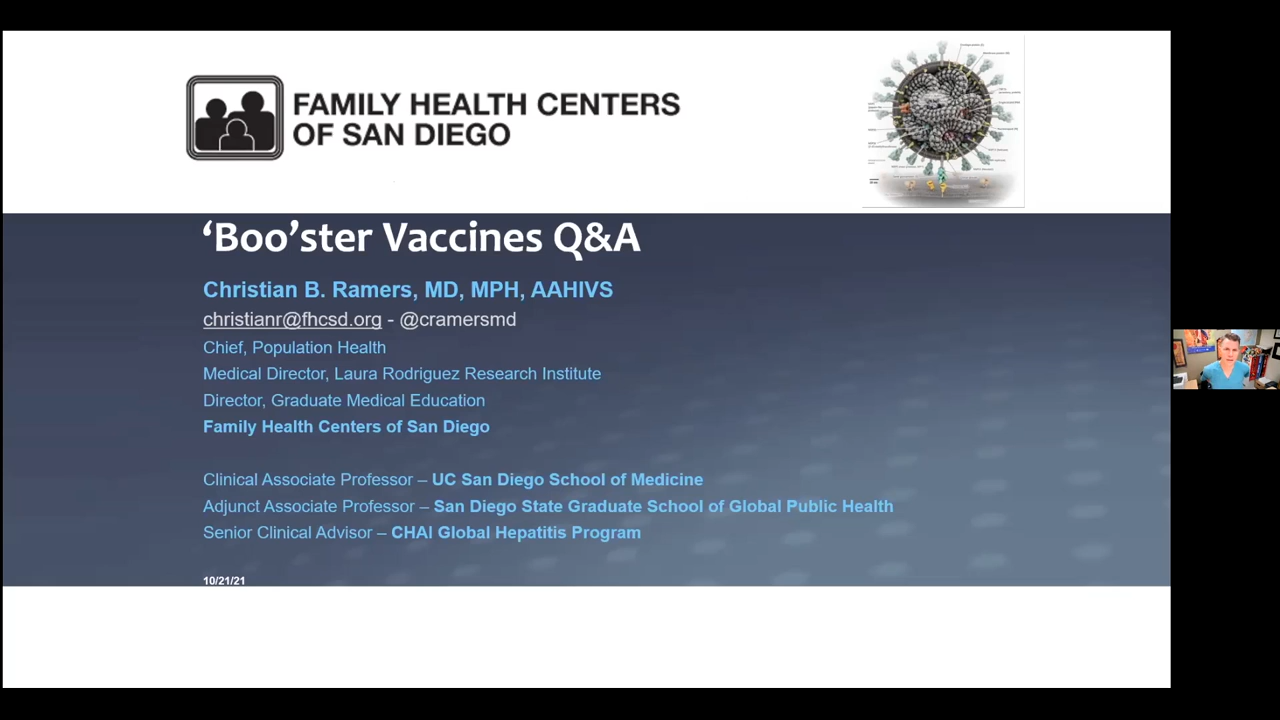 FAMILY HEALTH CENTERS
OF SAN DIEGO
‘Boo’ster Vaccines Q&A
Christian B. Ramers, MD, MPH, AAHIVS
christianr@fhcsd.org - @cramersmd
Chief, Population Health
Medical Director, Laura Rodriguez Research Institute
Director, Graduate Medical Education
Family Health Centers of San Diego
Clinical Associate Professor – UC San Diego School of Medicine
Adjunct Associate Professor – San Diego State Graduate School of Global Public Health
Senior Clinical Advisor – CHAI Global Hepatitis Program
10/21/21